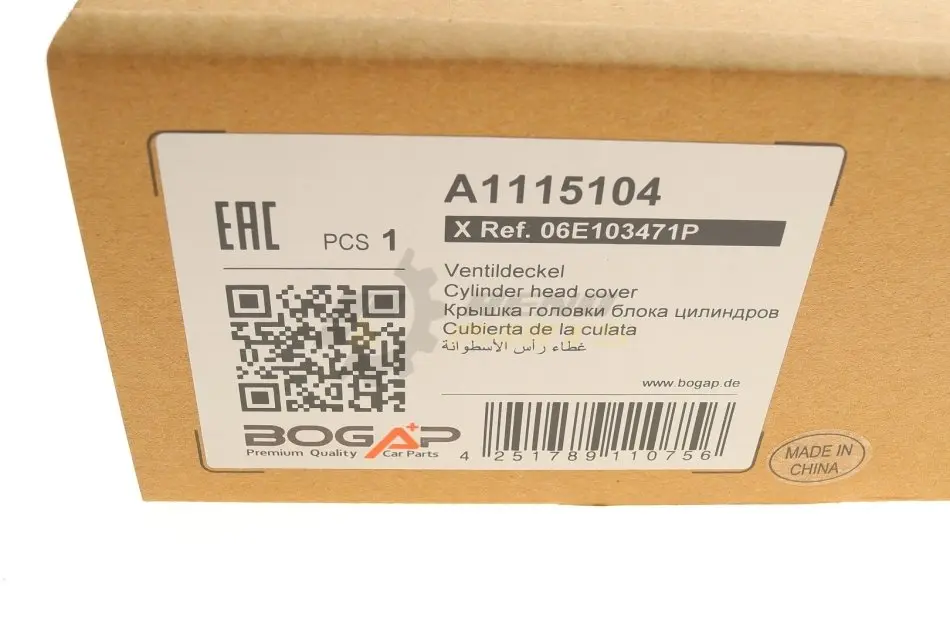 A1115104
EAC
PCS 1
X Ref. 06E103471P
Ventildeckel
Cylinder head cover
Крышка головки блока цилиндров
Cubierta de la culata
غطاء رأس الأسطوانة
www.bogap.de
BOGAP
Premium Quality Car Parts
4 251789 110756
MADE IN
CHINA